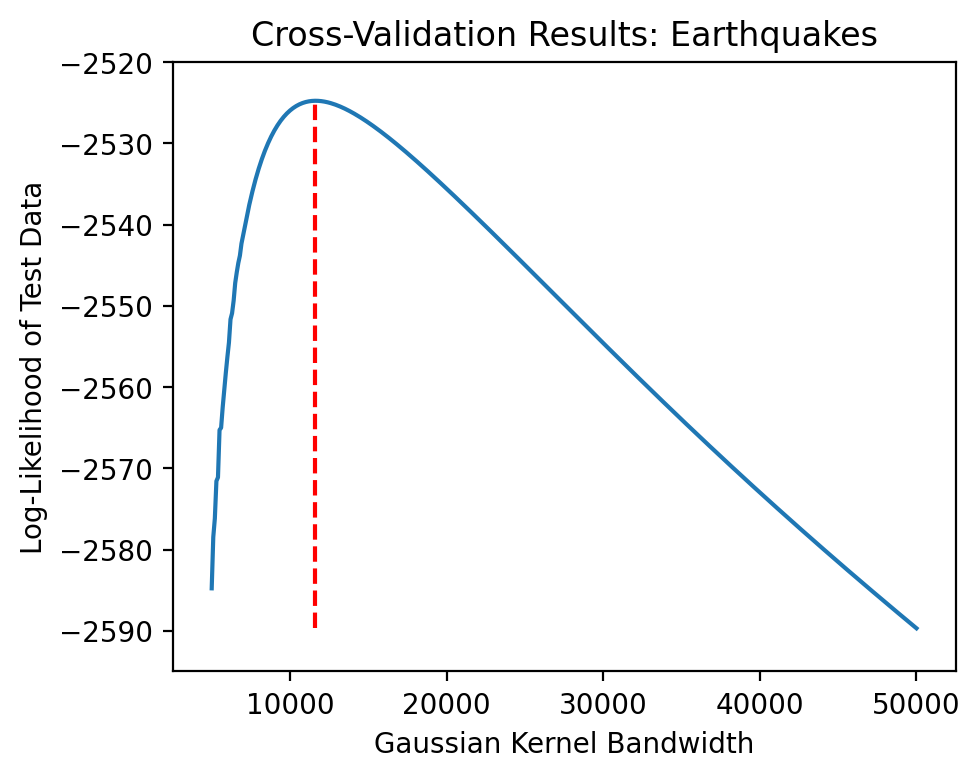 Cross-Validation Results: Earthquakes
Log-Likelihood of Test Data
−2520
−2530
−2540
−2550
−2560
−2570
−2580
−2590
10000 20000 30000 40000 50000
Gaussian Kernel Bandwidth